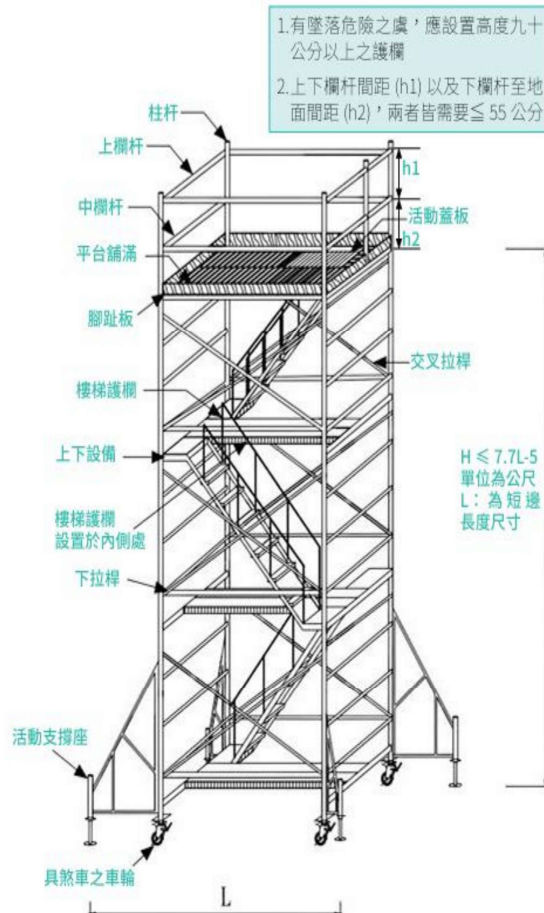 1.有墜落危險之虞，應設置高度九十
公分以上之護欄
2.上下欄杆間距 (h1) 以及下欄杆至地
面間距 (h2)，兩者皆需要≦ 55 公分
柱杆
上欄杆
h1
中欄杆
活動蓋板
h2
平台舖滿
腳趾板
交叉拉桿
樓梯護欄
上下設備
H ≤ 7.7L-5
單位為公尺
L：為短邊
長度尺寸
樓梯護欄
設置於內側處
下拉桿
活動支撐座
具煞車之車輪
L